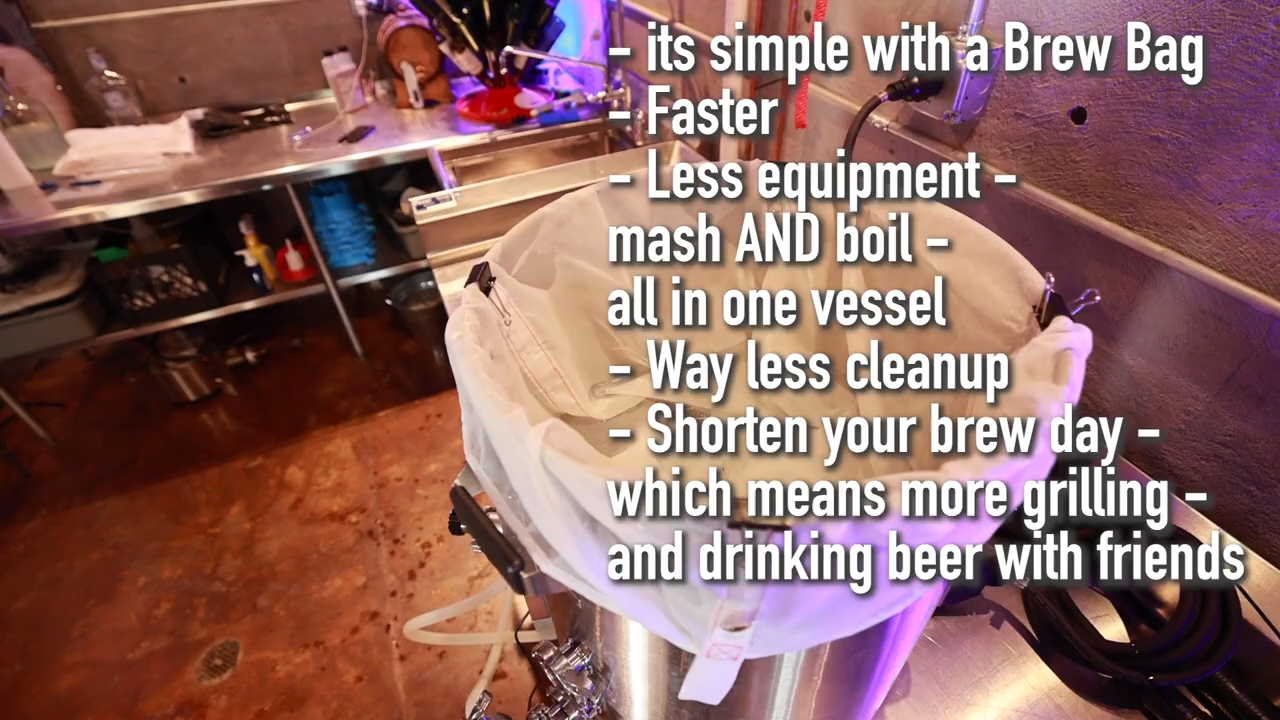 - its simple with a Brew Bag
- Faster
- Less equipment -
mash AND boil -
all in one vessel
- Way less cleanup
- Shorten your brew day -
which means more grilling -
and drinking beer with friends